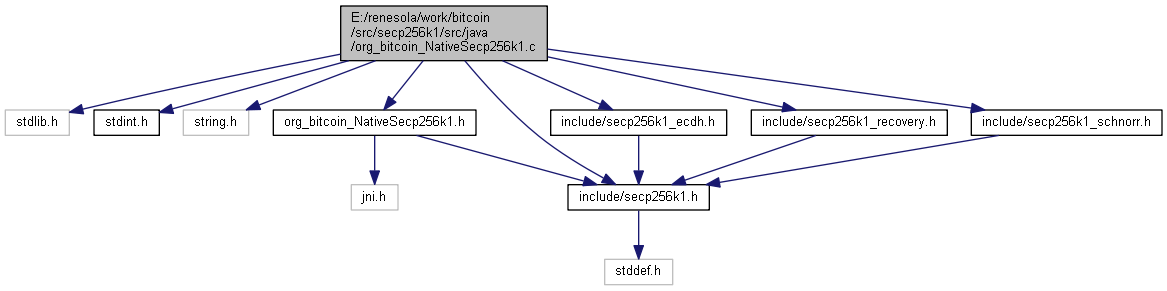 E:/renesola/work/bitcoin
/src/secp256k1/src/java
/org_bitcoin_NativeSecp256k1.c
stdlib.h
stdint.h
string.h
org_bitcoin_NativeSecp256k1.h
include/secp256k1_ecdh.h
include/secp256k1_recovery.h
include/secp256k1_schnorr.h
jni.h
include/secp256k1.h
stddef.h